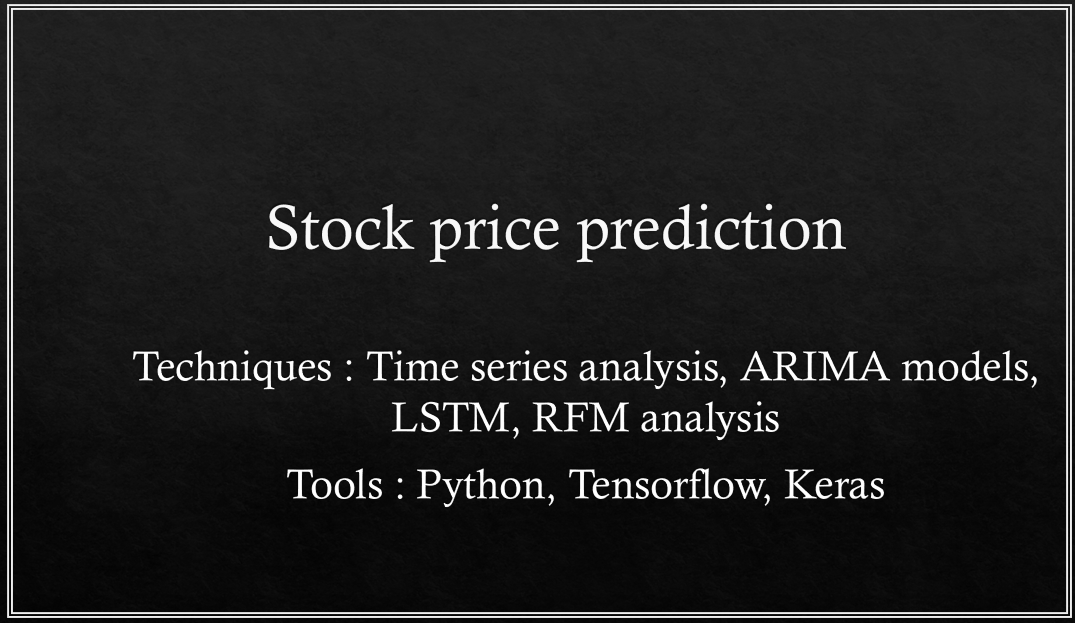 Stock price prediction
Techniques : Time series analysis, ARIMA models,
LSTM, RFM analysis
Tools : Python, Tensorflow, Keras